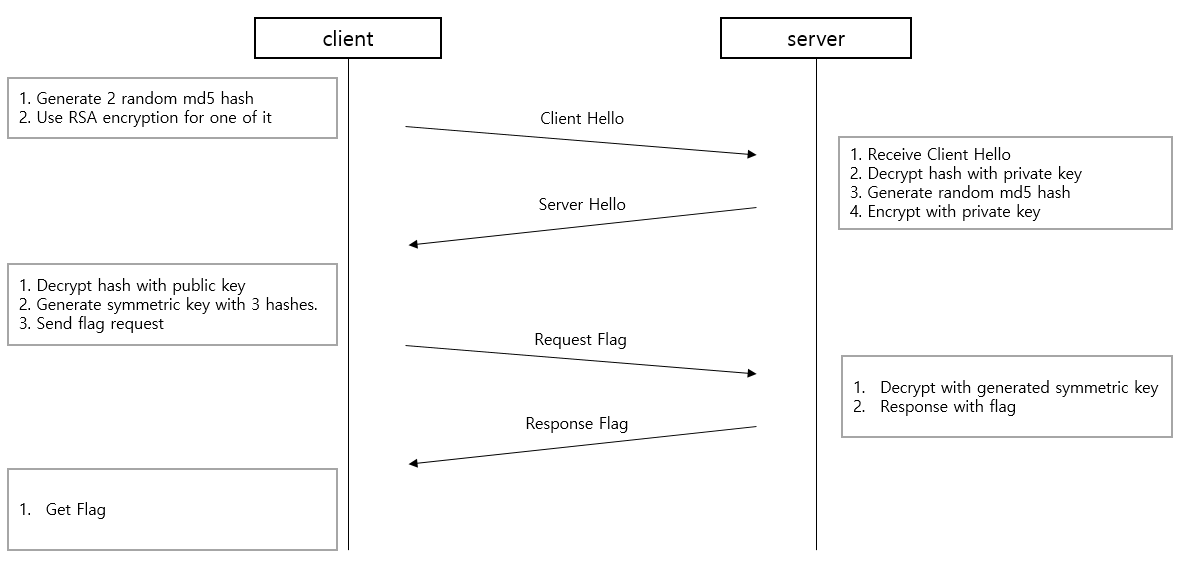 client
server
1. Generate 2 random md5 hash
2. Use RSA encryption for one of it
Client Hello
1. Receive Client Hello
2. Decrypt hash with private key
3. Generate random md5 hash
4. Encrypt with private key
Server Hello
1. Decrypt hash with public key
2. Generate symmetric key with 3 hashes.
3. Send flag request
Request Flag
1. Decrypt with generated symmetric key
2. Response with flag
Response Flag
1. Get Flag